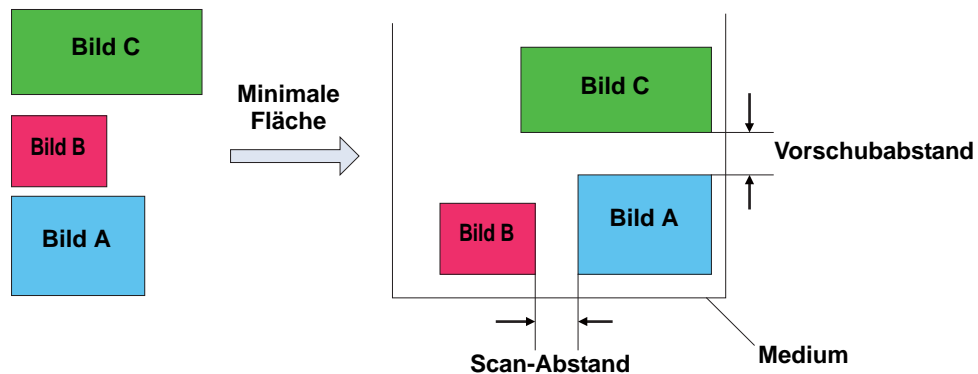 Bild C
Bild B
Bild A
Minimale
Fläche
Bild C
Vorschubabstand
Bild B
Bild A
Scan-Abstand
Medium